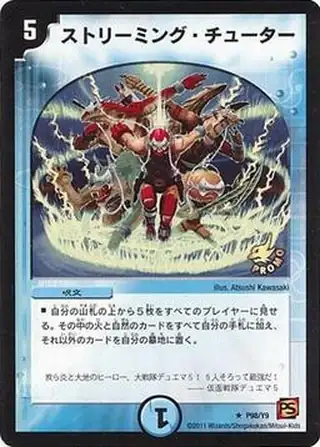 5 ストリーミング・チューター
illus. Atsushi Kawasaki
PROMO
呪文
■ 自分の山札の上から5枚をすべてのプレイヤーに見せ
る。その中の火と自然のカードをすべて自分の手札に加え、
それ以外のカードを自分の墓地に置く。
我ら炎と大地のヒーロー、大戦隊デュエマ5! 5人そろって最強だ!
── 仮面戦隊デュエマ5
1
★ P98/Y9
PS
©2011 Wizards/Shogakukan/Mitsui-Kids